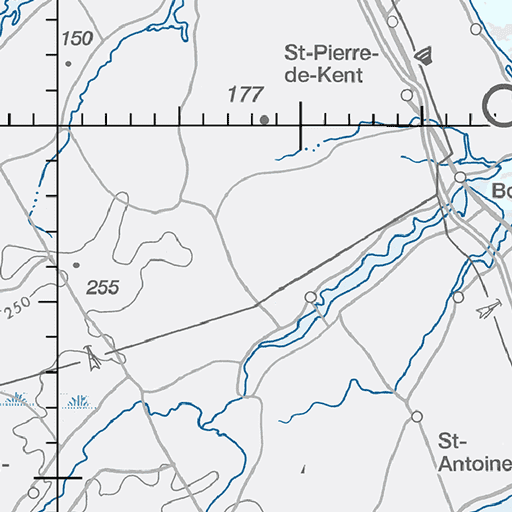 150
St-Pierre-
de-Kent
177
Bo
255
250
St-
Antoine
-